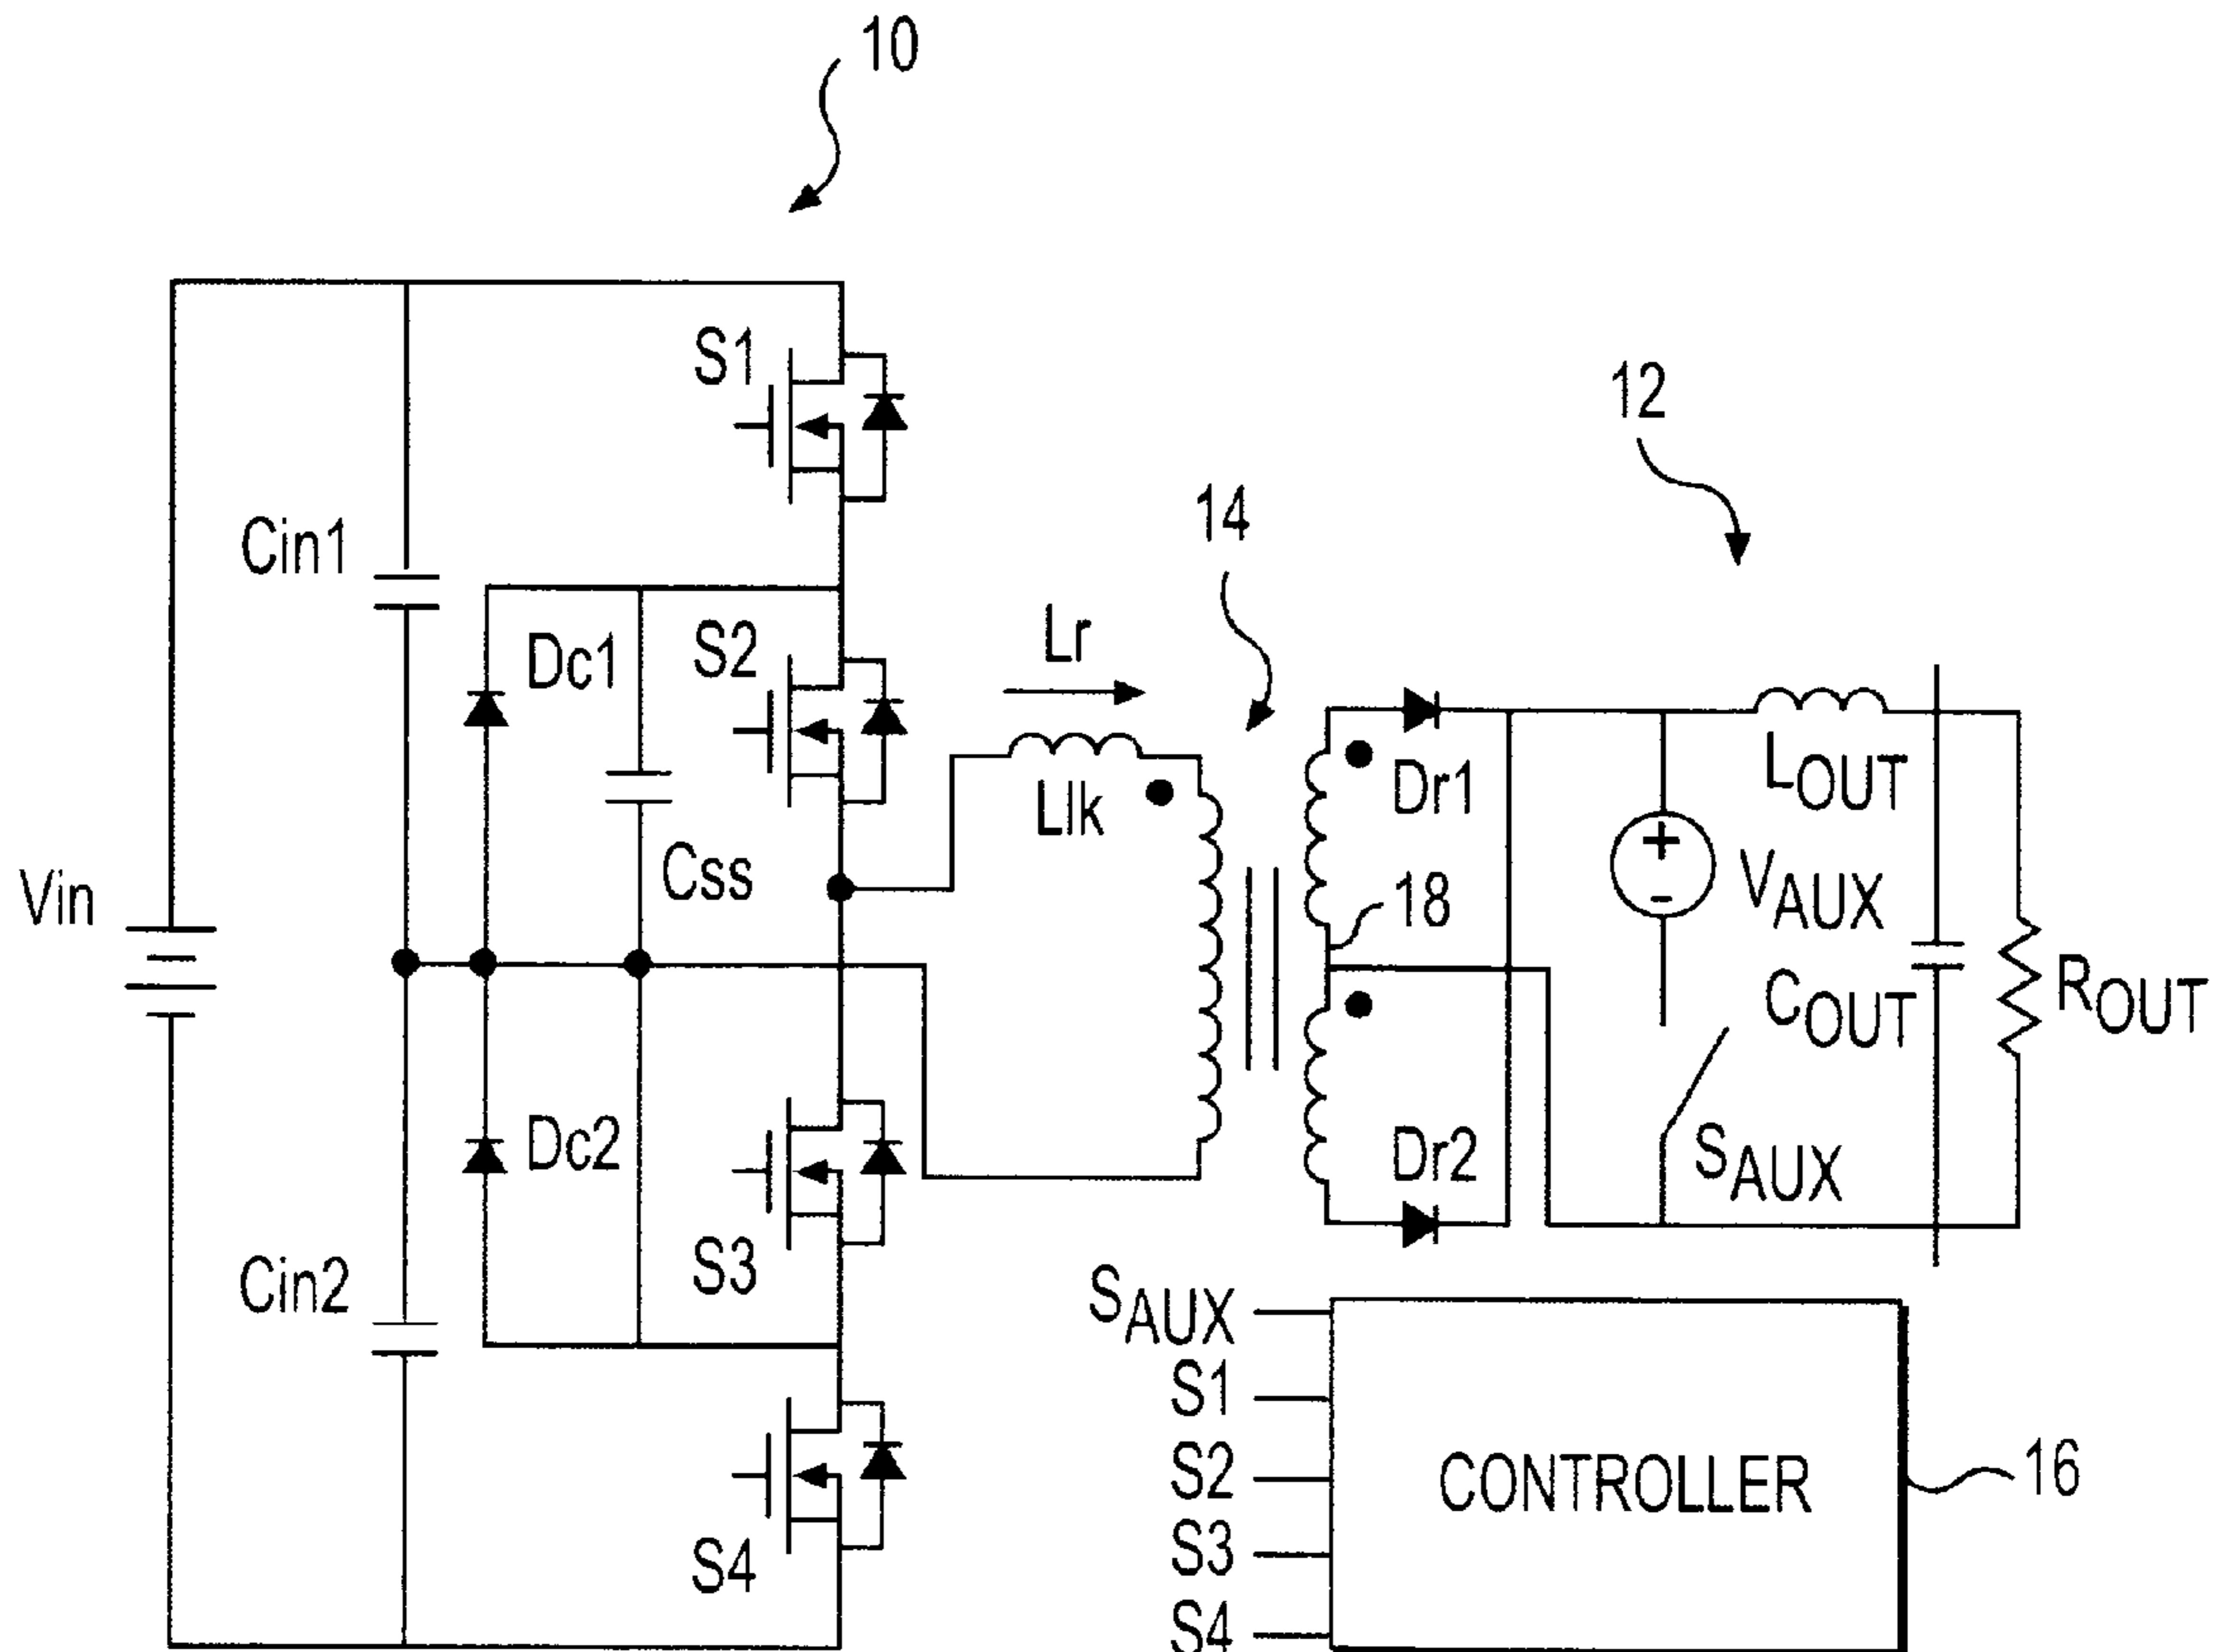 10
S1
12
Cin1
14
Dc1
S2
Lr
Llk
Dr1
LOUT
Css
Vin
18
VAUX
COUT
ROUT
Dc2
Dr2
SAUX
S3
Cin2
SAUX
S1
S2
CONTROLLER
16
S3
S4
S4